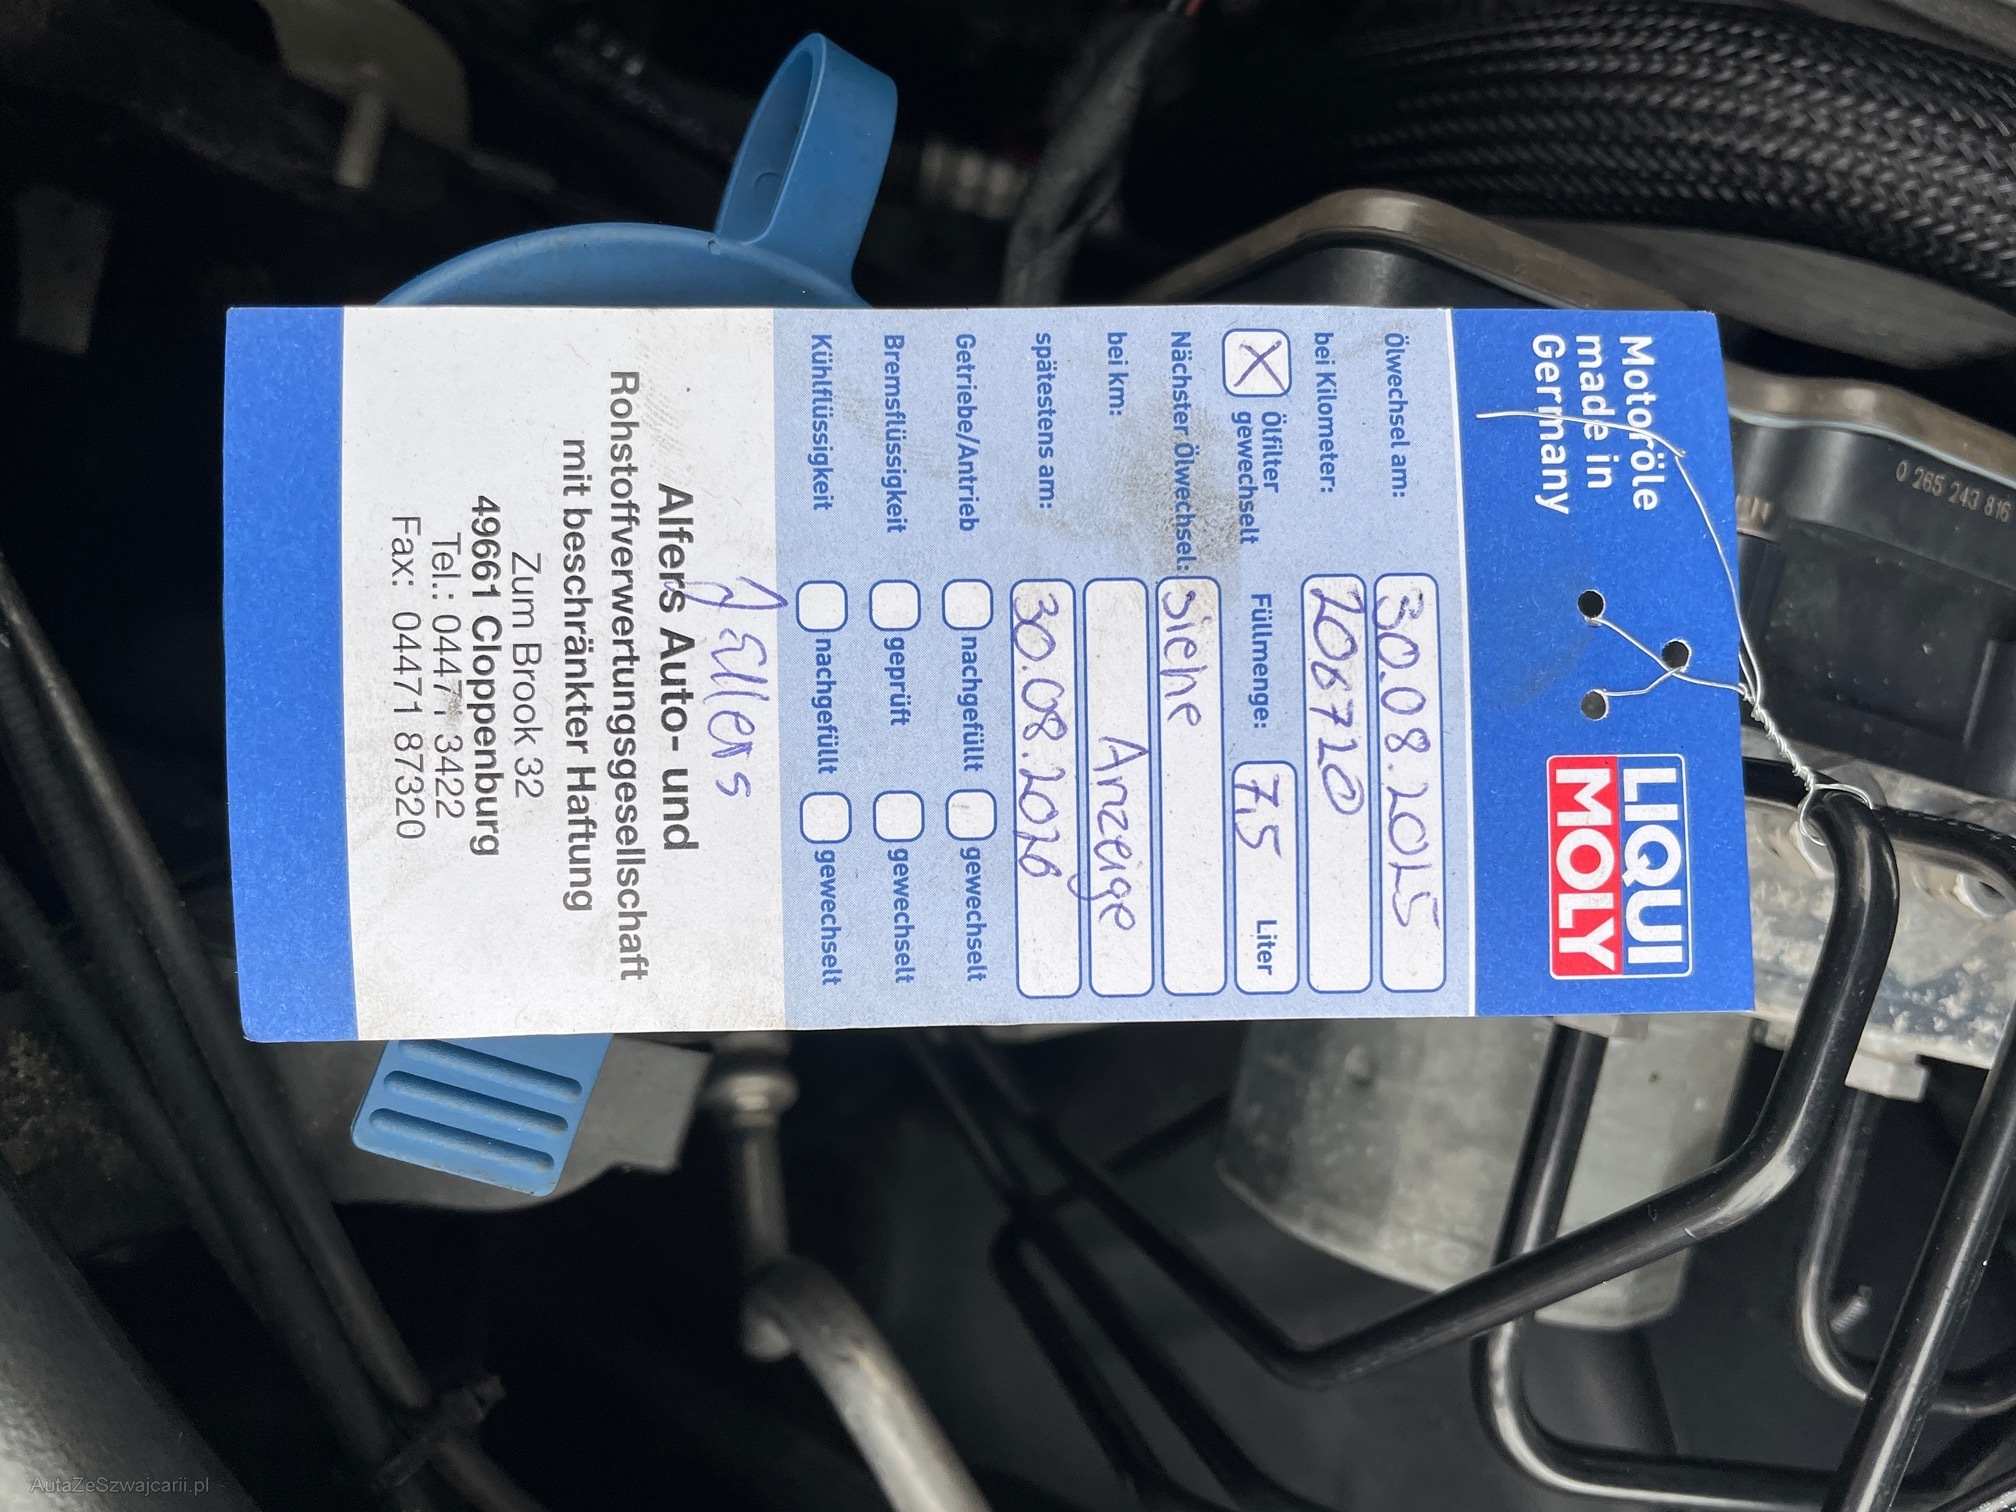 Motoröle
made in
Germany
LIQUI
MOLY
Ölwechsel am: 30.08.2025
bei Kilometer: 206720
X Ölfilter gewechselt Füllmenge: 7,5 Liter
Nächster Ölwechsel: siehe
bei km: Anzeige
spätestens am: 30.08.2026
Getriebe/Antrieb nachgefüllt gewechselt
Bremsflüssigkeit geprüft gewechselt
Kühlflüssigkeit nachgefüllt gewechselt
Alfers Auto- und
Rohstoffverwertungsgesellschaft
mit beschränkter Haftung
Zum Brook 32
49661 Cloppenburg
Tel.: 04471 3422
Fax: 04471 87320
0 265 243 816
AutaZeSzwajcarii.pl